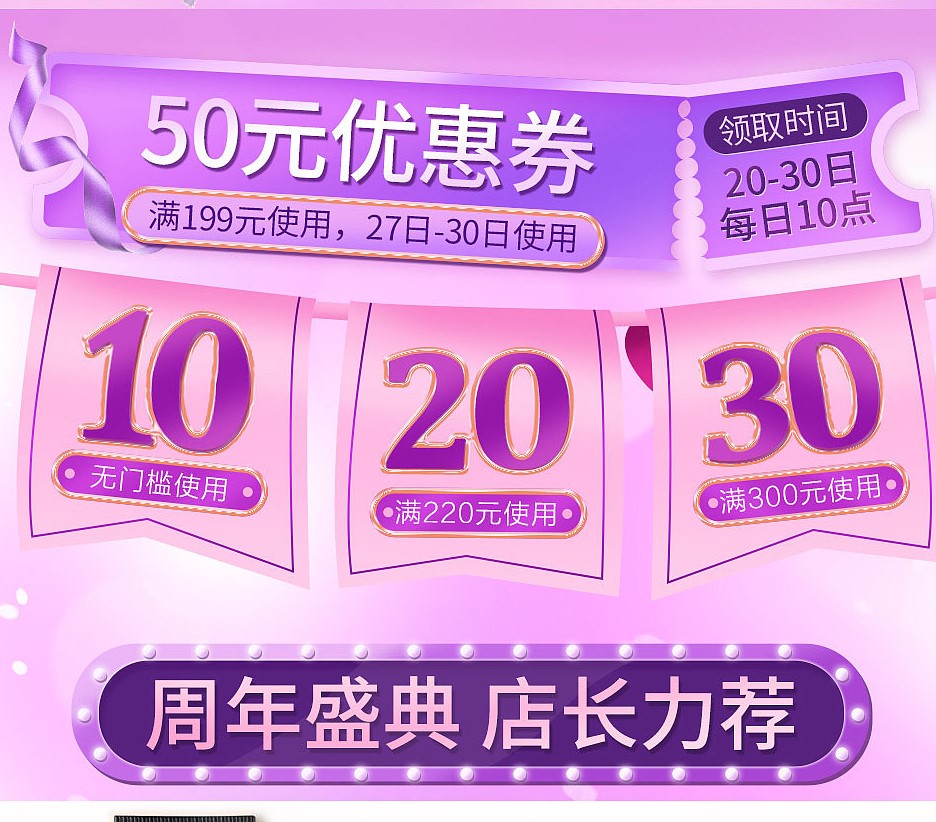 50元优惠券
满199元使用，27日-30日使用
领取时间
20-30日
每日10点
10
无门槛使用
20
满220元使用
30
满300元使用
周年盛典 店长力荐